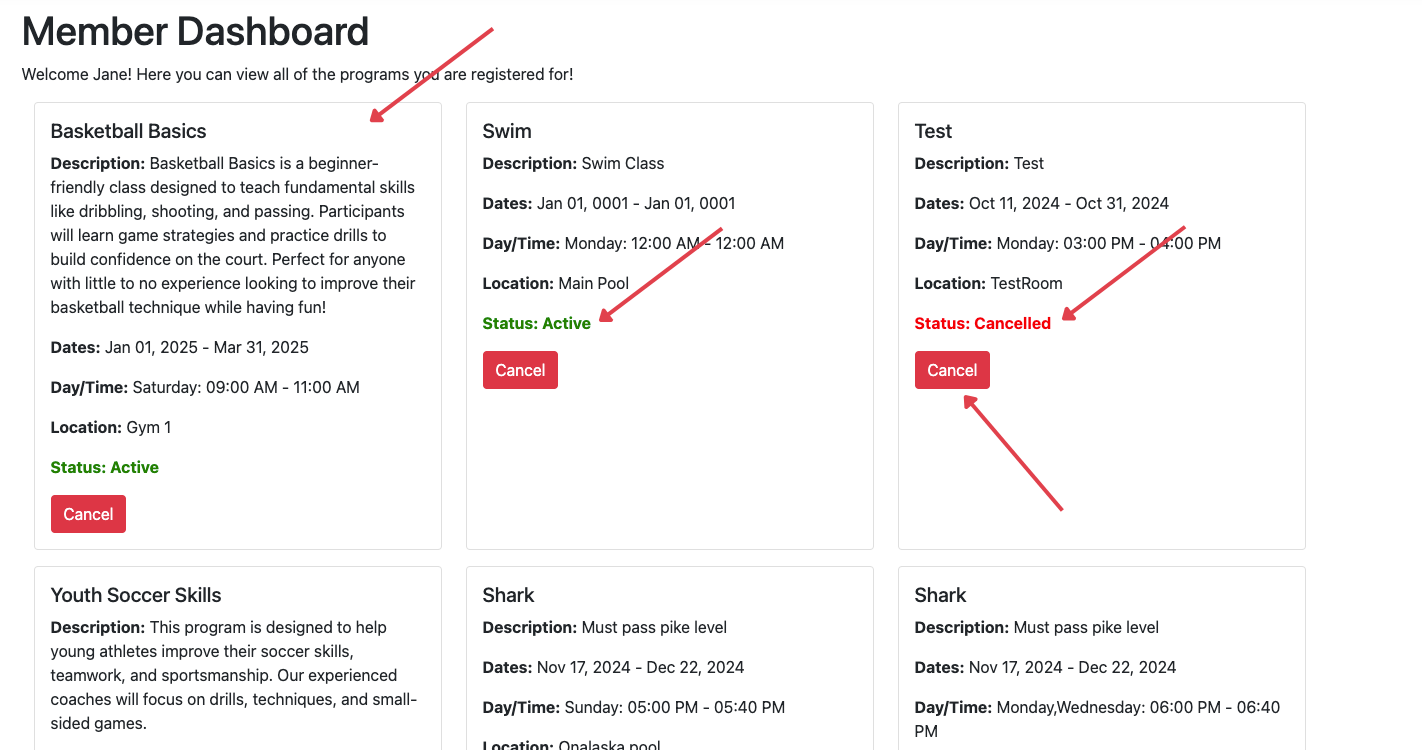 Member Dashboard
Welcome Jane! Here you can view all of the programs you are registered for!
Basketball Basics
Description: Basketball Basics is a beginner-
friendly class designed to teach fundamental skills
like dribbling, shooting, and passing. Participants
will learn game strategies and practice drills to
build confidence on the court. Perfect for anyone
with little to no experience looking to improve their
basketball technique while having fun!
Dates: Jan 01, 2025 - Mar 31, 2025
Day/Time: Saturday: 09:00 AM - 11:00 AM
Location: Gym 1
Status: Active
Cancel
Swim
Description: Swim Class
Dates: Jan 01, 0001 - Jan 01, 0001
Day/Time: Monday: 12:00 AM - 12:00 AM
Location: Main Pool
Status: Active
Cancel
Test
Description: Test
Dates: Oct 11, 2024 - Oct 31, 2024
Day/Time: Monday: 03:00 PM - 04:00 PM
Location: TestRoom
Status: Cancelled
Cancel
Youth Soccer Skills
Description: This program is designed to help
young athletes improve their soccer skills,
teamwork, and sportsmanship. Our experienced
coaches will focus on drills, techniques, and small-
sided games.
Shark
Description: Must pass pike level
Dates: Nov 17, 2024 - Dec 22, 2024
Day/Time: Sunday: 05:00 PM - 05:40 PM
Location: Onalaska pool
Shark
Description: Must pass pike level
Dates: Nov 17, 2024 - Dec 22, 2024
Day/Time: Monday,Wednesday: 06:00 PM - 06:40
PM